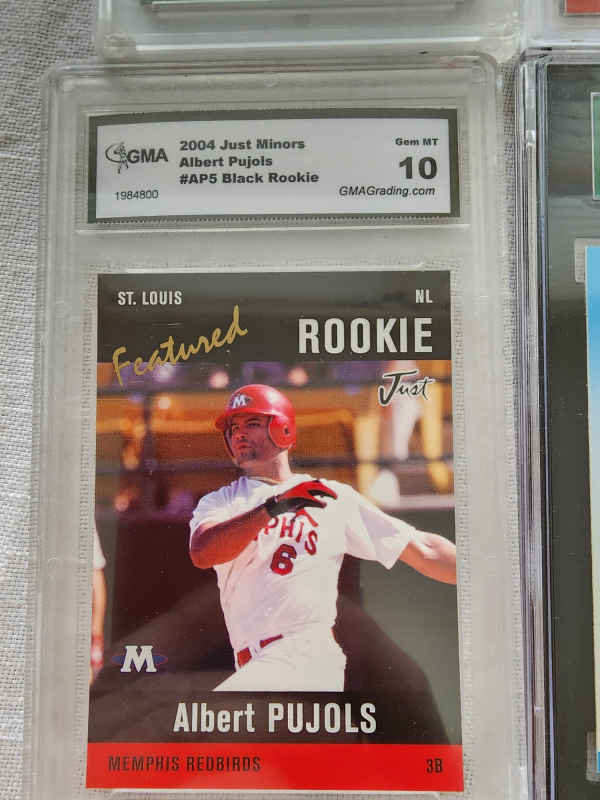 GMA
2004 Just Minors
Albert Pujols
#AP5 Black Rookie
1984800
Gem MT
10
GMAGrading.com
ST. LOUIS
NL
Featured
ROOKIE
Just
M
PHIS
6
M
Albert PUJOLS
MEMPHIS REDBIRDS
3B